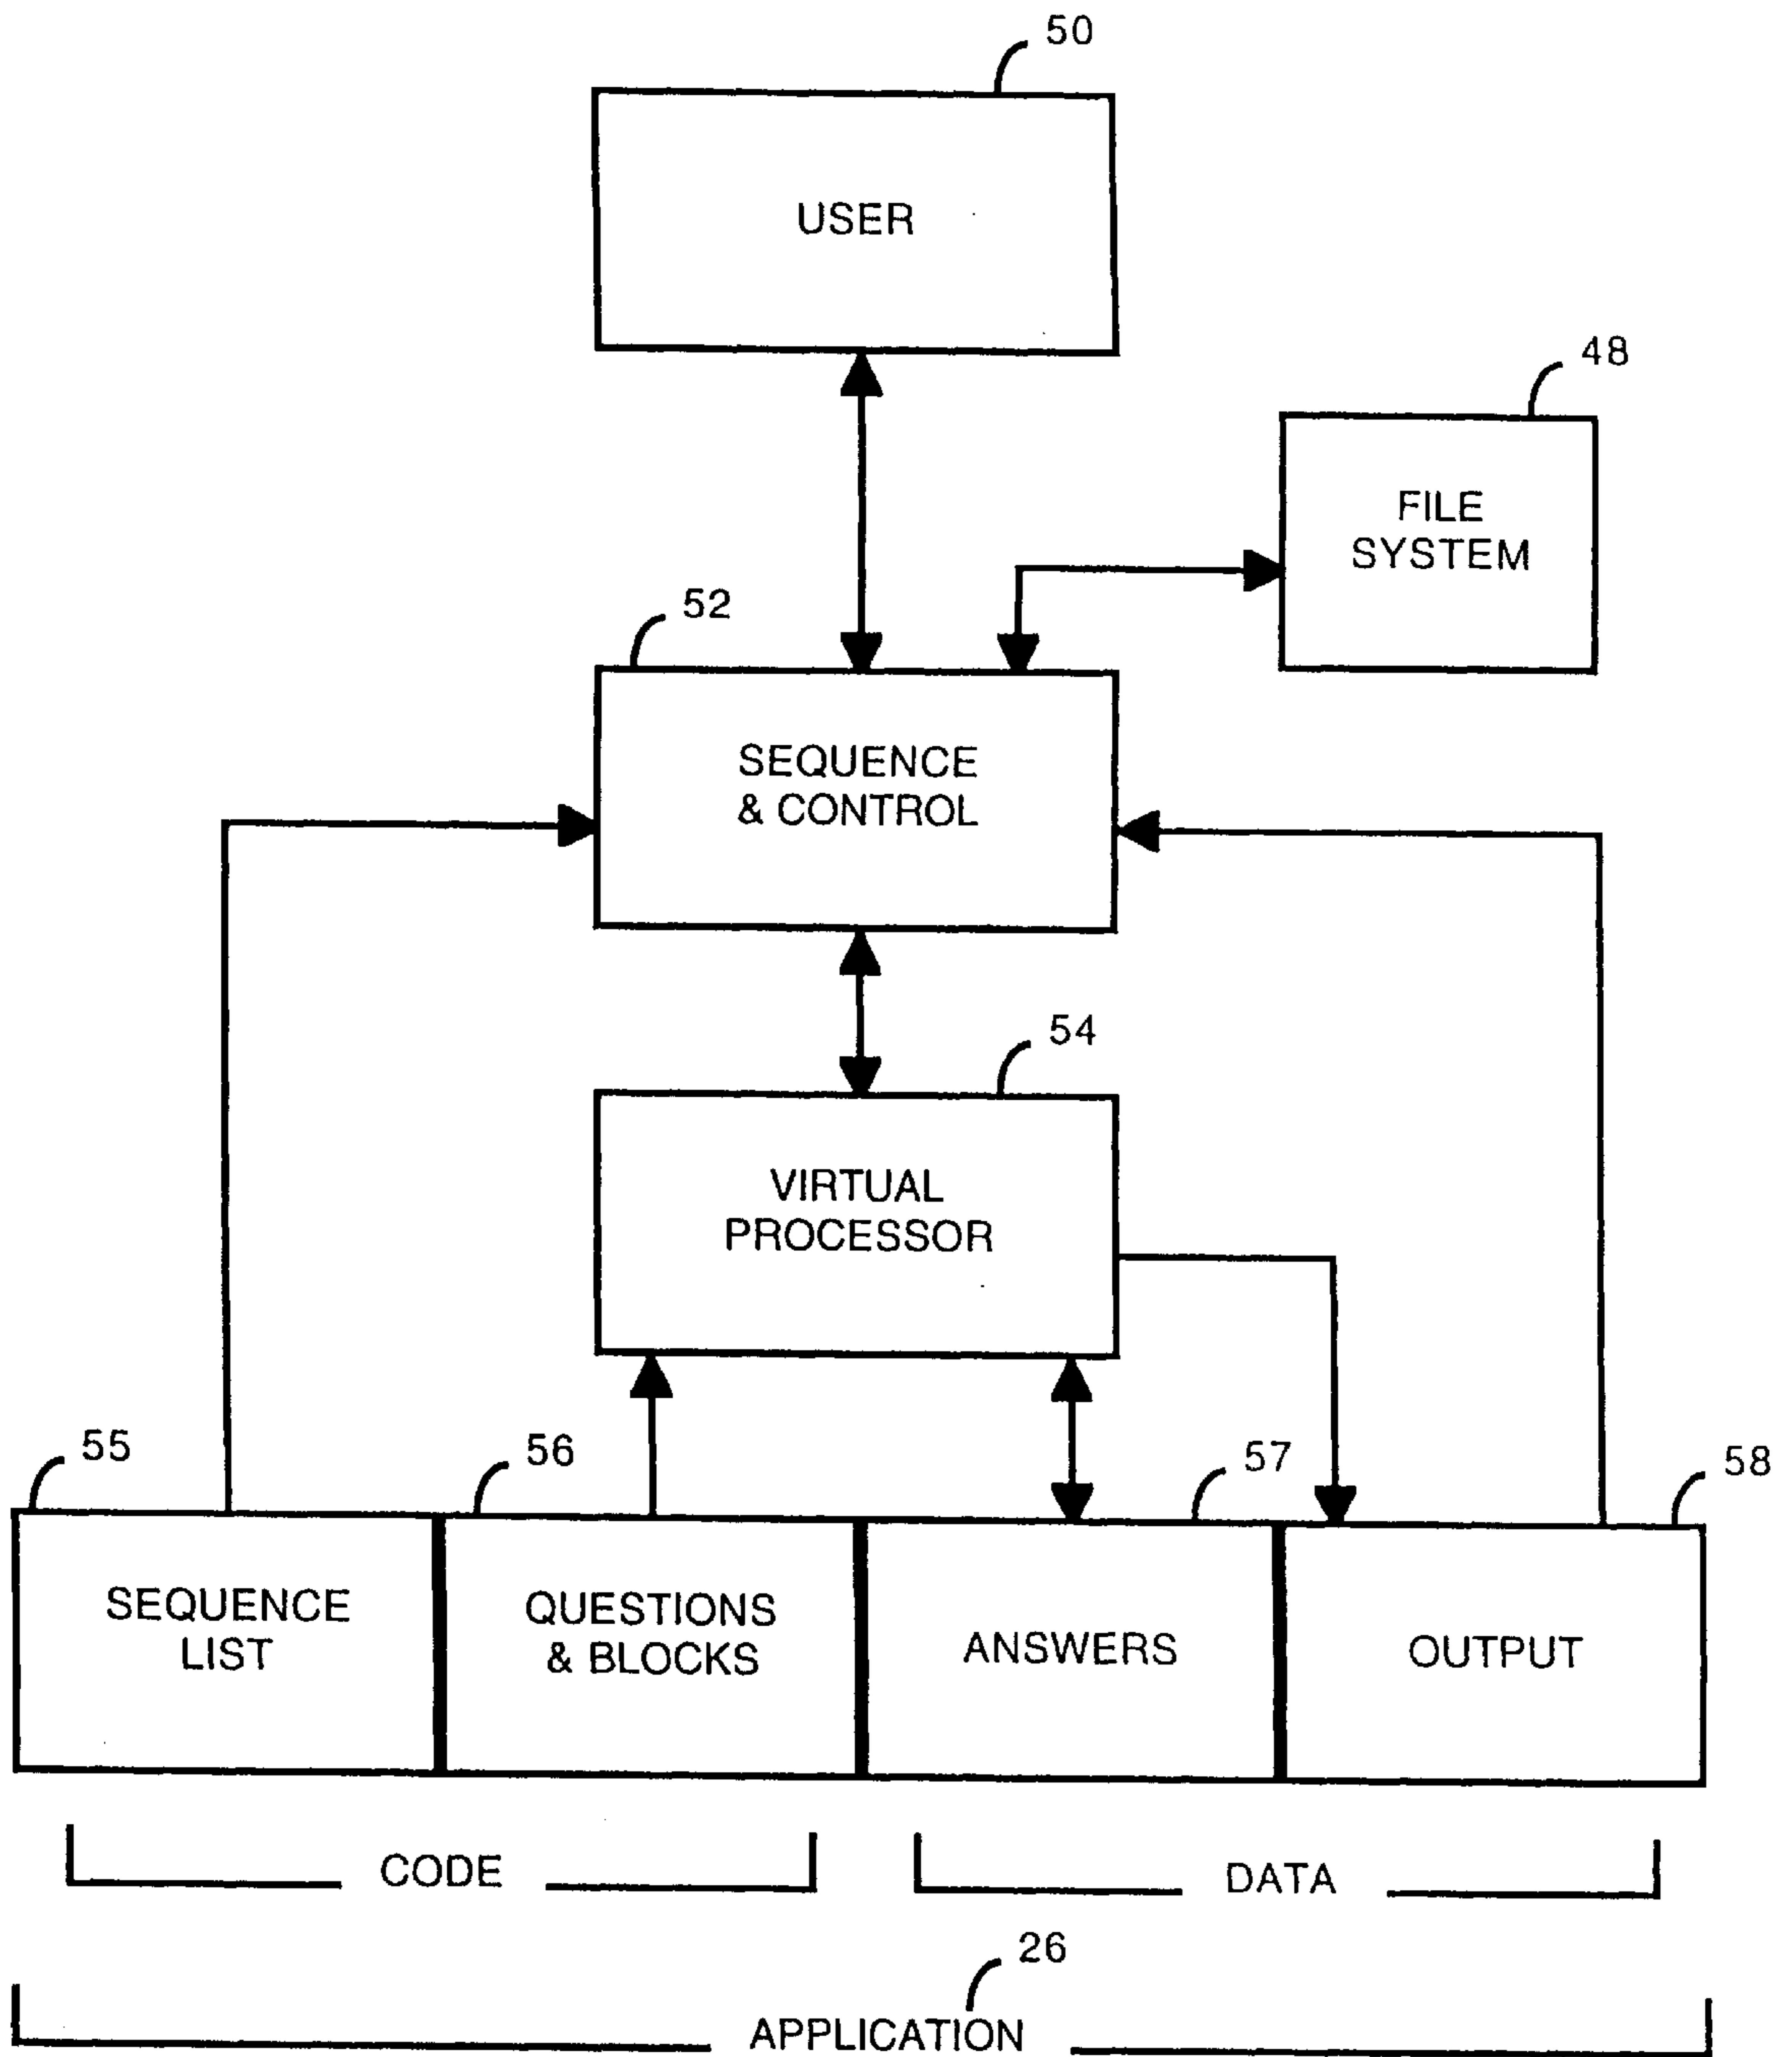 50
USER
48
FILE
SYSTEM
52
SEQUENCE
& CONTROL
54
VIRTUAL
PROCESSOR
55
56
57
58
SEQUENCE
LIST
QUESTIONS
& BLOCKS
ANSWERS
OUTPUT
CODE
DATA
26
APPLICATION